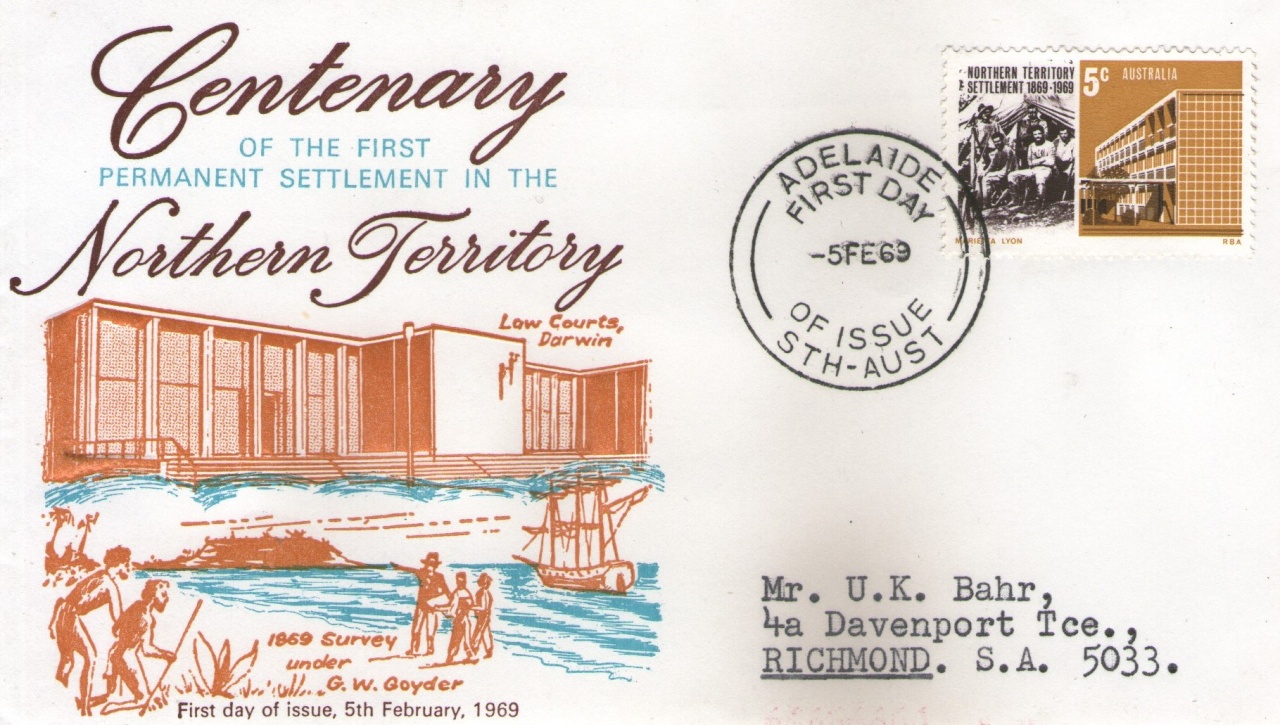 Centenary
OF THE FIRST
PERMANENT SETTLEMENT IN THE
Northern Territory
Law Courts,
Darwin
1869 Survey
under
G. W. Goyder
First day of issue, 5th February, 1969
ADELAIDE
FIRST DAY
-5FE69
OF ISSUE
STH-AUST
NORTHERN TERRITORY
SETTLEMENT 1869·1969
5c AUSTRALIA
MARIETTA LYON
RBA
Mr. U.K. Bahr,
4a Davenport Tce.,
RICHMOND. S.A. 5033.